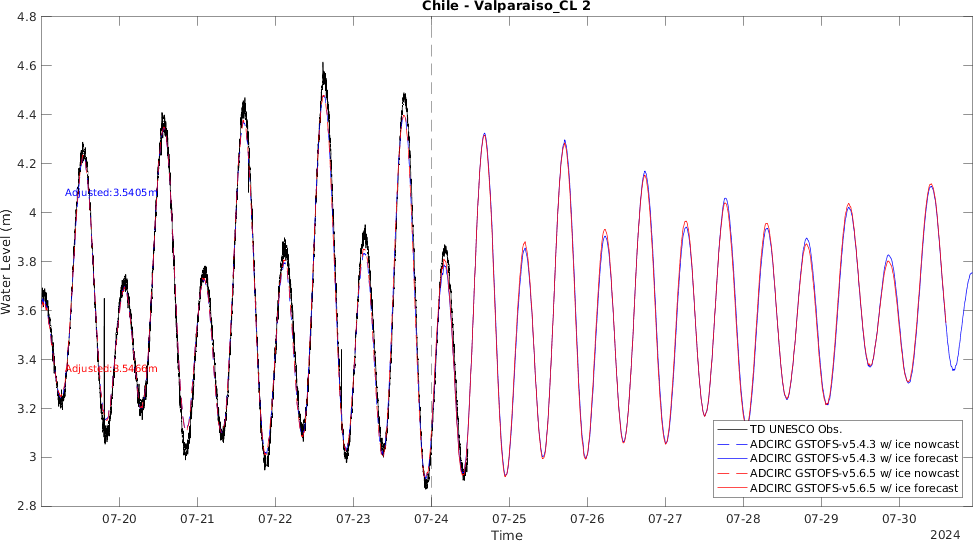 Chile - Valparaiso_CL 2
4.8
4.6
4.4
4.2
4
3.8
3.6
3.4
3.2
3
2.8
Water Level (m)
Adjusted:3.5405m
Adjusted:3.5466m
TD UNESCO Obs.
ADCIRC GSTOFS-v5.4.3 w/ ice nowcast
ADCIRC GSTOFS-v5.4.3 w/ ice forecast
ADCIRC GSTOFS-v5.6.5 w/ ice nowcast
ADCIRC GSTOFS-v5.6.5 w/ ice forecast
07-20 07-21 07-22 07-23 07-24 07-25 07-26 07-27 07-28 07-29 07-30
Time
2024